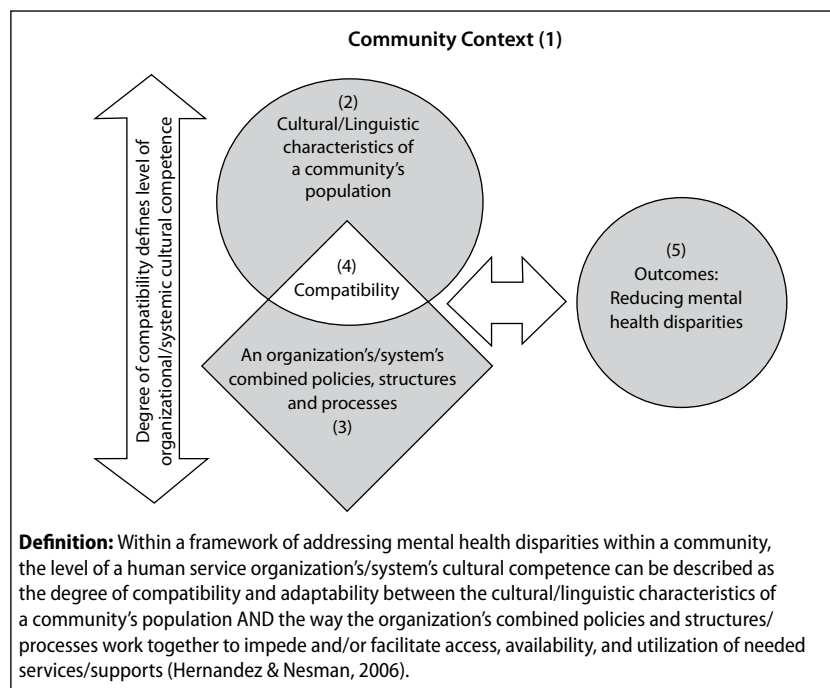 Community Context (1)
Degree of compatibility defines level of
organizational/systemic cultural competence
(2)
Cultural/Linguistic
characteristics of
a community's
population
(4)
Compatibility
An organization's/system's
combined policies, structures
and processes
(3)
(5)
Outcomes:
Reducing mental
health disparities
Definition: Within a framework of addressing mental health disparities within a community,
the level of a human service organization's/system's cultural competence can be described as
the degree of compatibility and adaptability between the cultural/linguistic characteristics of
a community's population AND the way the organization's combined policies and structures/
processes work together to impede and/or facilitate access, availability, and utilization of needed
services/supports (Hernandez & Nesman, 2006).